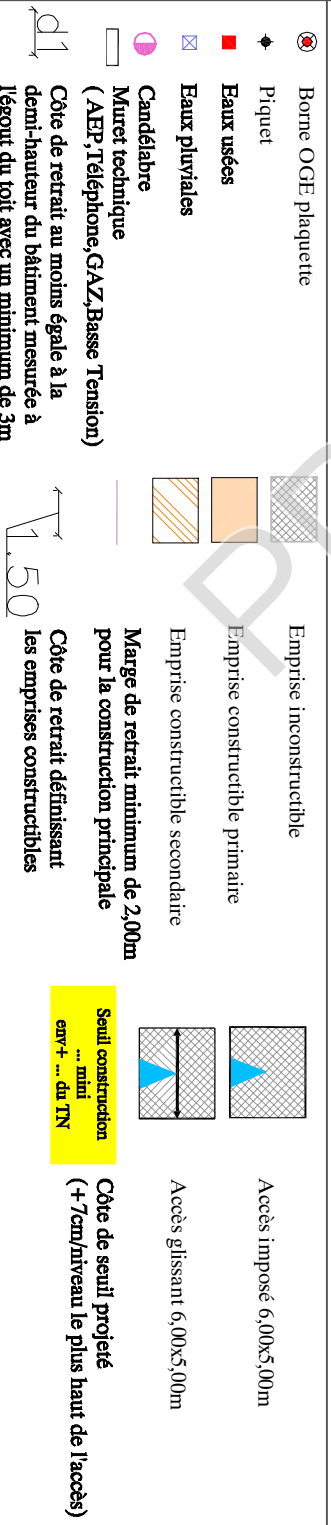 Borne OGE plaquette
Piquet
Eaux usées
Eaux pluviales
Candélabre
Muret technique
( AEP,Téléphone,GAZ,Basse Tension)
d1
Côte de retrait au moins égale à la
demi-hauteur du bâtiment mesurée à
l'égout du toit avec un minimum de 3m
Emprise inconstructible
Emprise constructible primaire
Emprise constructible secondaire
Marge de retrait minimum de 2,00m
pour la construction principale
1.50
Côte de retrait définissant
les emprises constructibles
Accès imposé 6,00x5,00m
Accès glissant 6,00x5,00m
Seuil construction
... mini
env+ ... du TN
Côte de seuil projeté
(+7cm/niveau le plus haut de l'accès)